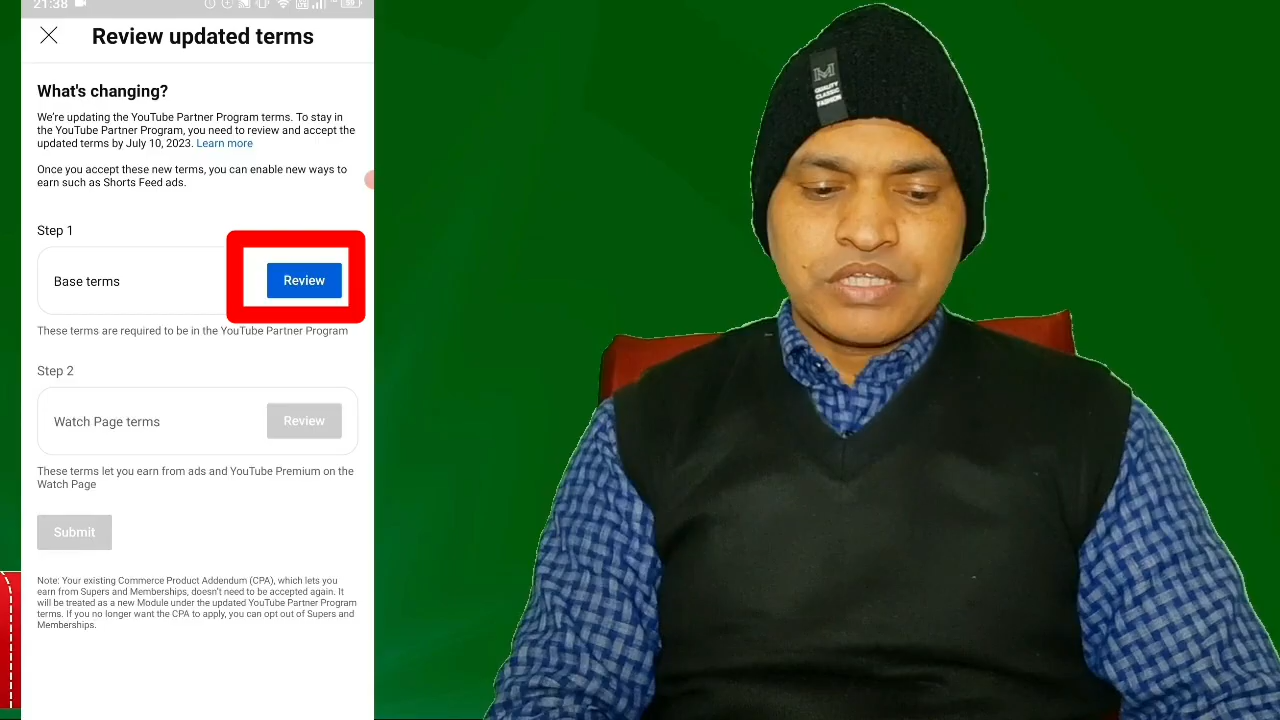 21:38
Review updated terms
What's changing?
We're updating the YouTube Partner Program terms. To stay in
the YouTube Partner Program, you need to review and accept the
updated terms by July 10, 2023. Learn more
Once you accept these new terms, you can enable new ways to
earn such as Shorts Feed ads.
Step 1
Base terms
Review
These terms are required to be in the YouTube Partner Program
Step 2
Watch Page terms
Review
These terms let you earn from ads and YouTube Premium on the
Watch Page
Submit
Note: Your existing Commerce Product Addendum (CPA), which lets you
earn from Supers and Memberships, doesn't need to be accepted again. It
will be treated as a new Module under the updated YouTube Partner Program
terms. If you no longer want the CPA to apply, you can opt out of Supers and
Memberships.
M
QUALITY
CLASSIC
FASHION